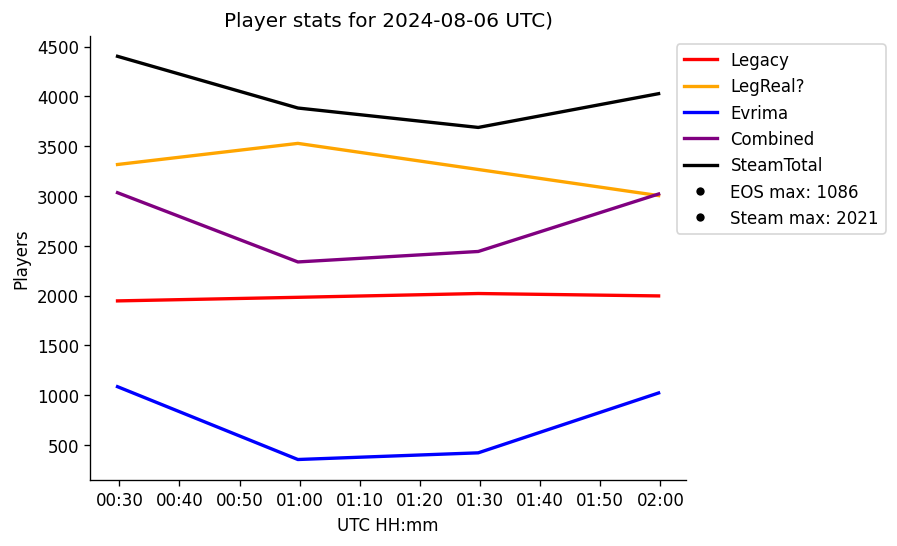 Player stats for 2024-08-06 UTC)
4500
4000
3500
3000
2500
2000
1500
1000
500
Players
00:30 00:40 00:50 01:00 01:10 01:20 01:30 01:40 01:50 02:00
UTC HH:mm
Legacy
LegReal?
Evrima
Combined
SteamTotal
EOS max: 1086
Steam max: 2021